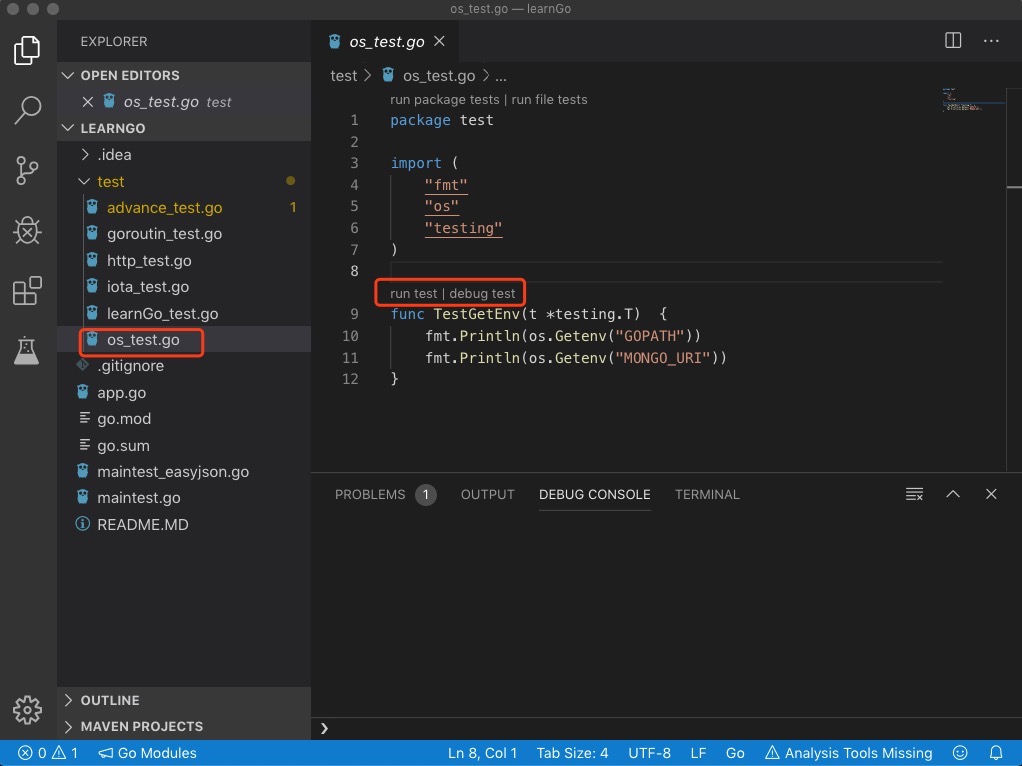 os_test.go — learnGo
EXPLORER
OPEN EDITORS
os_test.go test
LEARNGO
.idea
test
advance_test.go 1
goroutin_test.go
http_test.go
iota_test.go
learnGo_test.go
os_test.go
.gitignore
app.go
go.mod
go.sum
maintest_easyjson.go
maintest.go
README.MD
OUTLINE
MAVEN PROJECTS
os_test.go
test > os_test.go > ...
run package tests | run file tests
1 package test
2
3 import (
4 "fmt"
5 "os"
6 "testing"
7 )
8
run test | debug test
9 func TestGetEnv(t *testing.T)  {
10 fmt.Println(os.Getenv("GOPATH"))
11 fmt.Println(os.Getenv("MONGO_URI"))
12 }
PROBLEMS 1 OUTPUT DEBUG CONSOLE TERMINAL
0 1 Go Modules Ln 8, Col 1 Tab Size: 4 UTF-8 LF Go Analysis Tools Missing